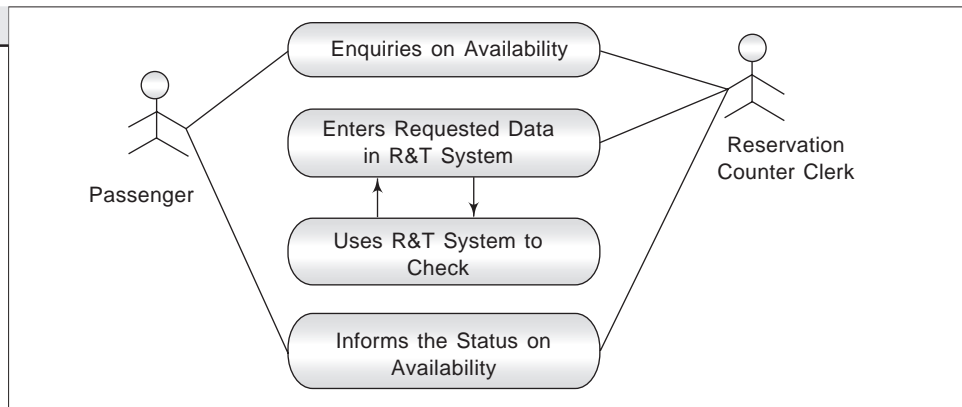 Enquiries on Availability
Enters Requested Data
in R&T System
Reservation
Counter Clerk
Passenger
Uses R&T System to
Check
Informs the Status on
Availability